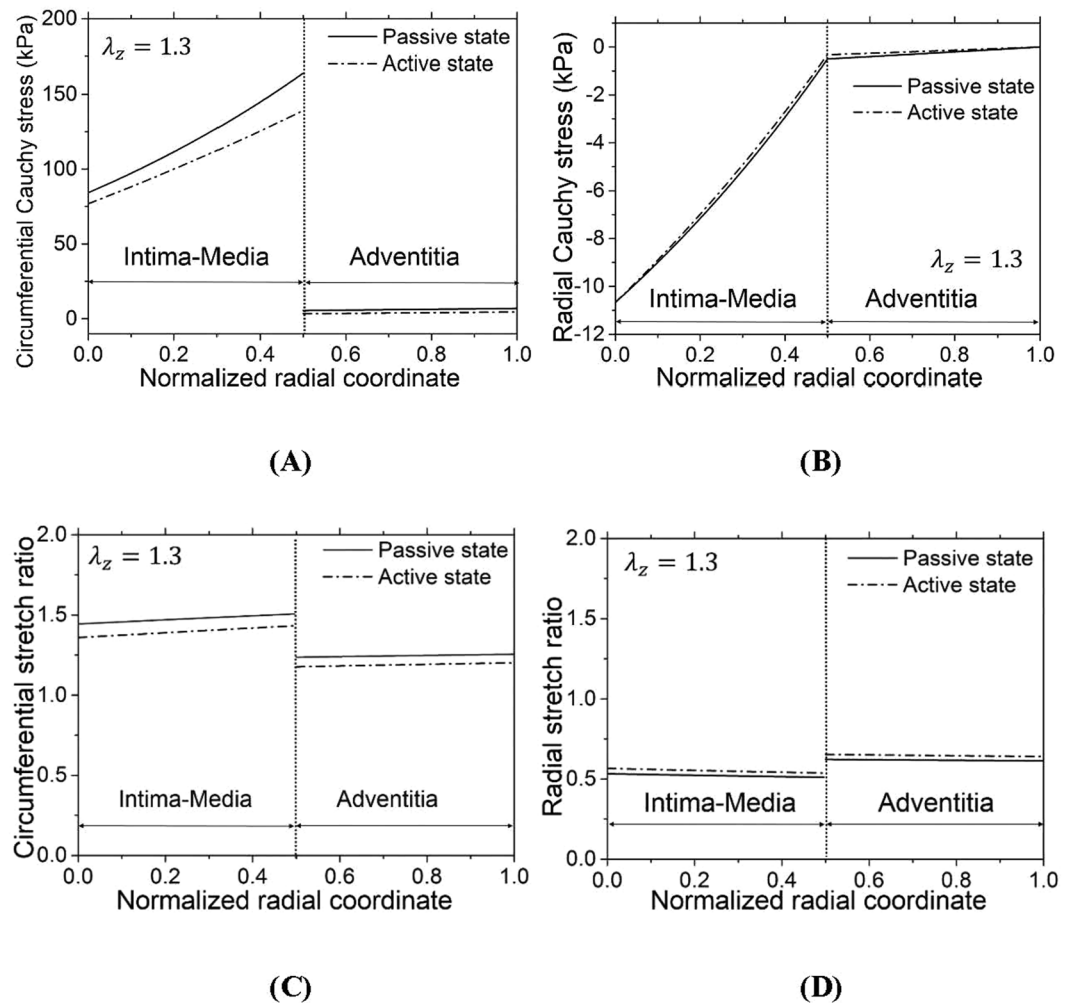 Circumferential Cauchy stress (kPa)
200
150
100
50
0
λz = 1.3
Passive state
Active state
Intima-Media
Adventitia
0.0 0.2 0.4 0.6 0.8 1.0
Normalized radial coordinate
(A)
Radial Cauchy stress (kPa)
0
-2
-4
-6
-8
-10
-12
Passive state
Active state
λz = 1.3
Intima-Media
Adventitia
0.0 0.2 0.4 0.6 0.8 1.0
Normalized radial coordinate
(B)
Circumferential stretch ratio
2.0
1.5
1.0
0.5
0.0
λz = 1.3
Passive state
Active state
Intima-Media
Adventitia
0.0 0.2 0.4 0.6 0.8 1.0
Normalized radial coordinate
(C)
Radial stretch ratio
2.0
1.5
1.0
0.5
0.0
λz = 1.3
Passive state
Active state
Intima-Media
Adventitia
0.0 0.2 0.4 0.6 0.8 1.0
Normalized radial coordinate
(D)